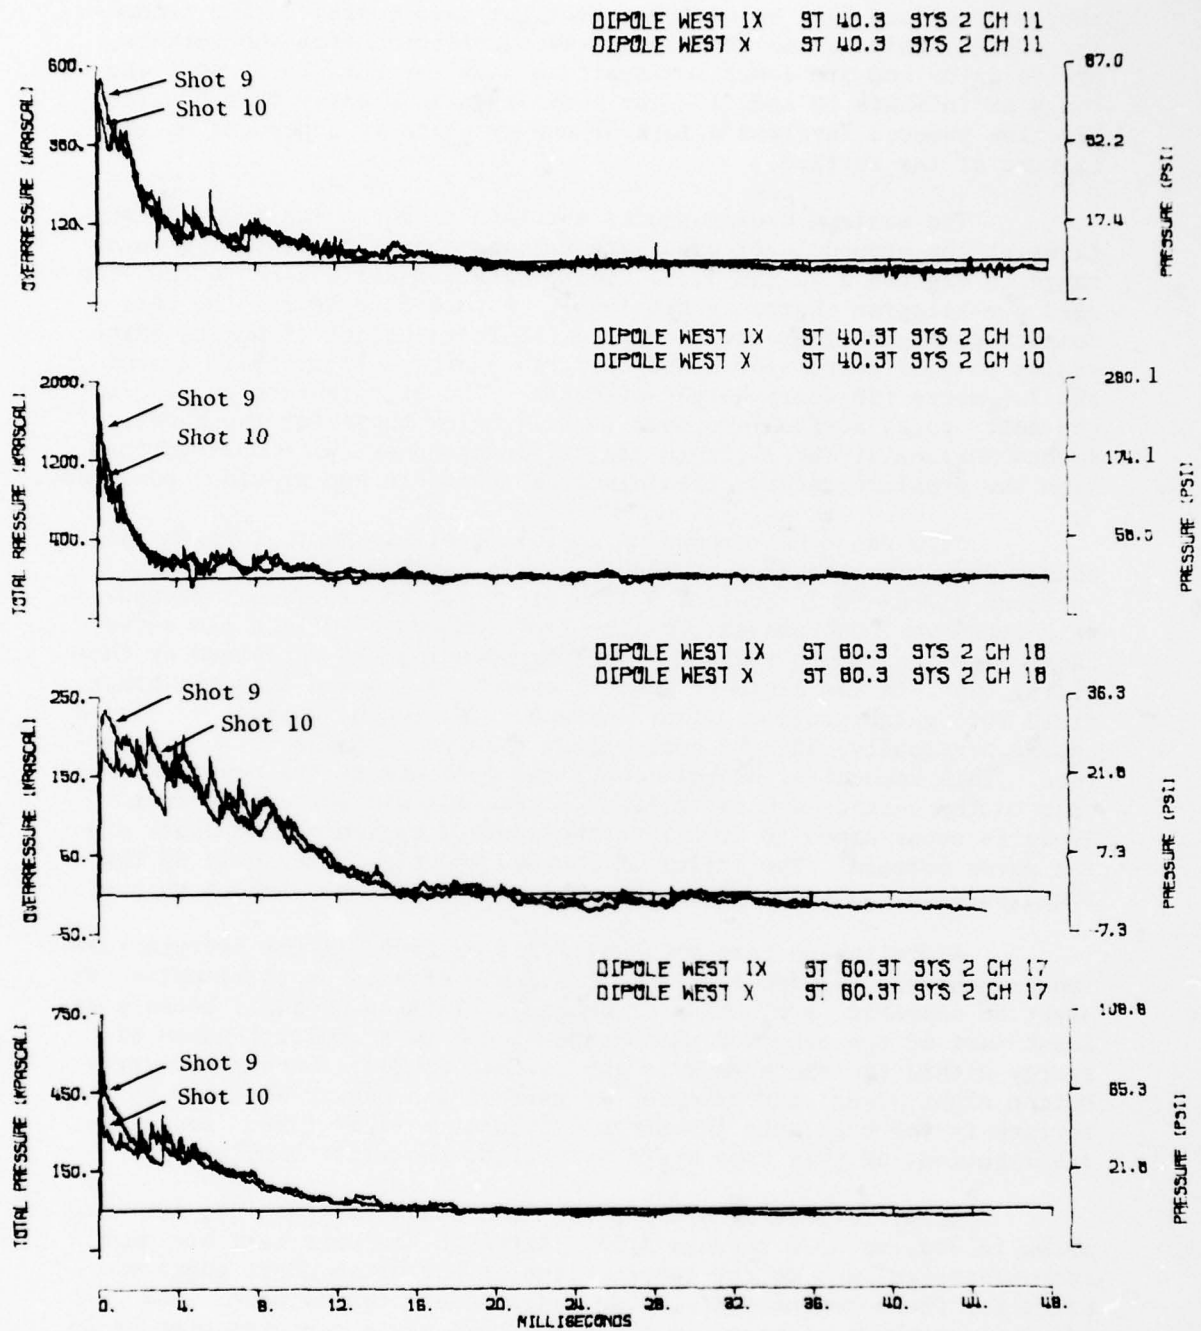 DIPOLE WEST IX ST 40.3 SYS 2 CH 11
DIPOLE WEST X ST 40.3 SYS 2 CH 11
600.
360.
120.
OVERPRESSURE (KPASCAL)
Shot 9
Shot 10
87.0
52.2
17.4
PRESSURE (PSI)
DIPOLE WEST IX ST 40.3T SYS 2 CH 10
DIPOLE WEST X ST 40.3T SYS 2 CH 10
2000.
1200.
400.
TOTAL PRESSURE (KPASCAL)
Shot 9
Shot 10
280.1
174.1
58.0
PRESSURE (PSI)
DIPOLE WEST IX ST 60.3 SYS 2 CH 18
DIPOLE WEST X ST 60.3 SYS 2 CH 18
250.
150.
50.
-50.
OVERPRESSURE (KPASCAL)
Shot 9
Shot 10
36.3
21.8
7.3
-7.3
PRESSURE (PSI)
DIPOLE WEST IX ST 60.3T SYS 2 CH 17
DIPOLE WEST X ST 60.3T SYS 2 CH 17
750.
450.
150.
TOTAL PRESSURE (KPASCAL)
Shot 9
Shot 10
108.8
65.3
21.8
PRESSURE (PSI)
0. 4. 8. 12. 16. 20. 24. 28. 32. 36. 40. 44. 48.
MILLISECONDS